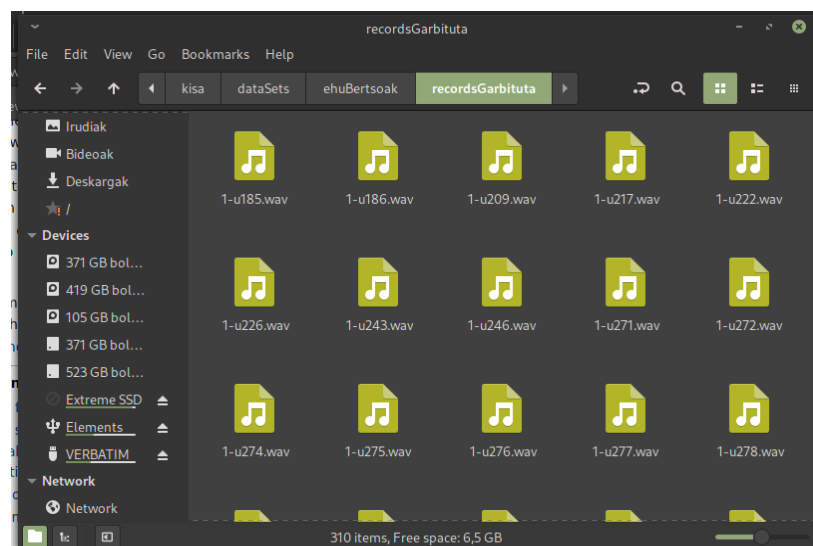 recordsGarbituta
File Edit View Go Bookmarks Help
kisa dataSets ehuBertsoak recordsGarbituta
Irudiak
Bideoak
Deskargak
/
Devices
371 GB bol...
419 GB bol...
105 GB bol...
371 GB bol...
523 GB bol...
Extreme SSD
Elements
VERBATIM
Network
Network
1-u185.wav 1-u186.wav 1-u209.wav 1-u217.wav 1-u222.wav
1-u226.wav 1-u243.wav 1-u246.wav 1-u271.wav 1-u272.wav
1-u274.wav 1-u275.wav 1-u276.wav 1-u277.wav 1-u278.wav
310 items, Free space: 6,5 GB